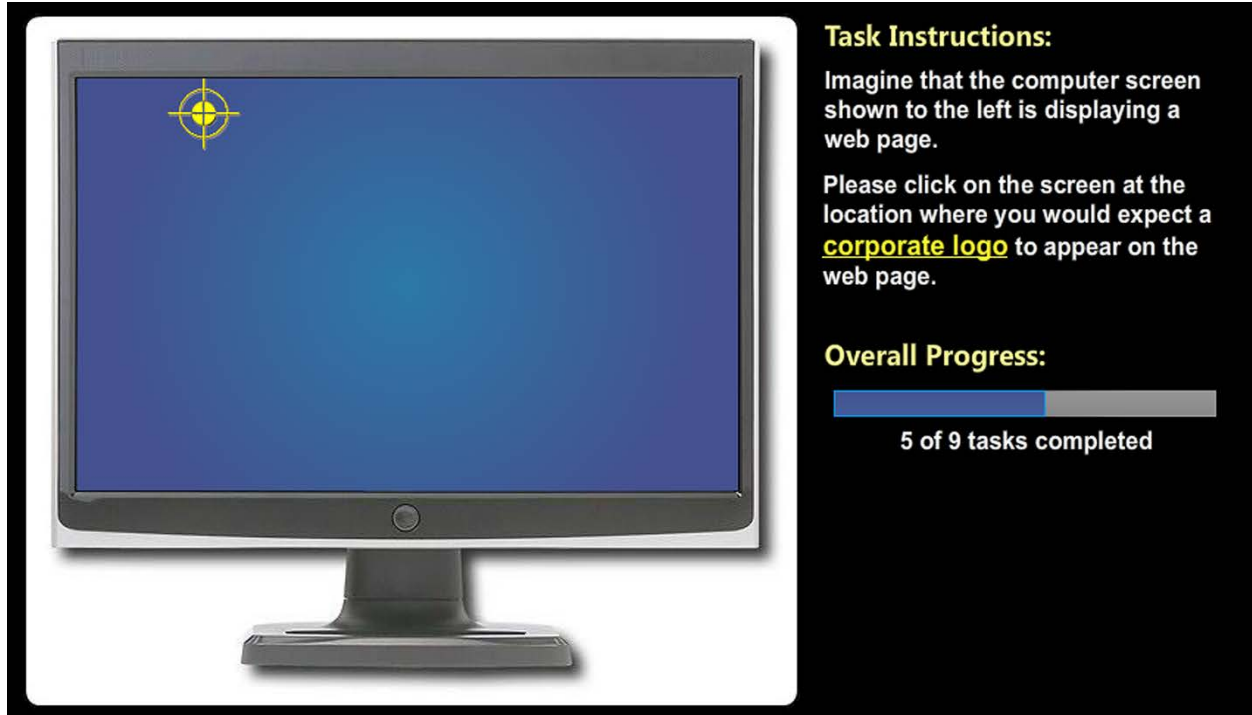 Task Instructions:
Imagine that the computer screen
shown to the left is displaying a
web page.
Please click on the screen at the
location where you would expect a
corporate logo to appear on the
web page.
Overall Progress:
5 of 9 tasks completed